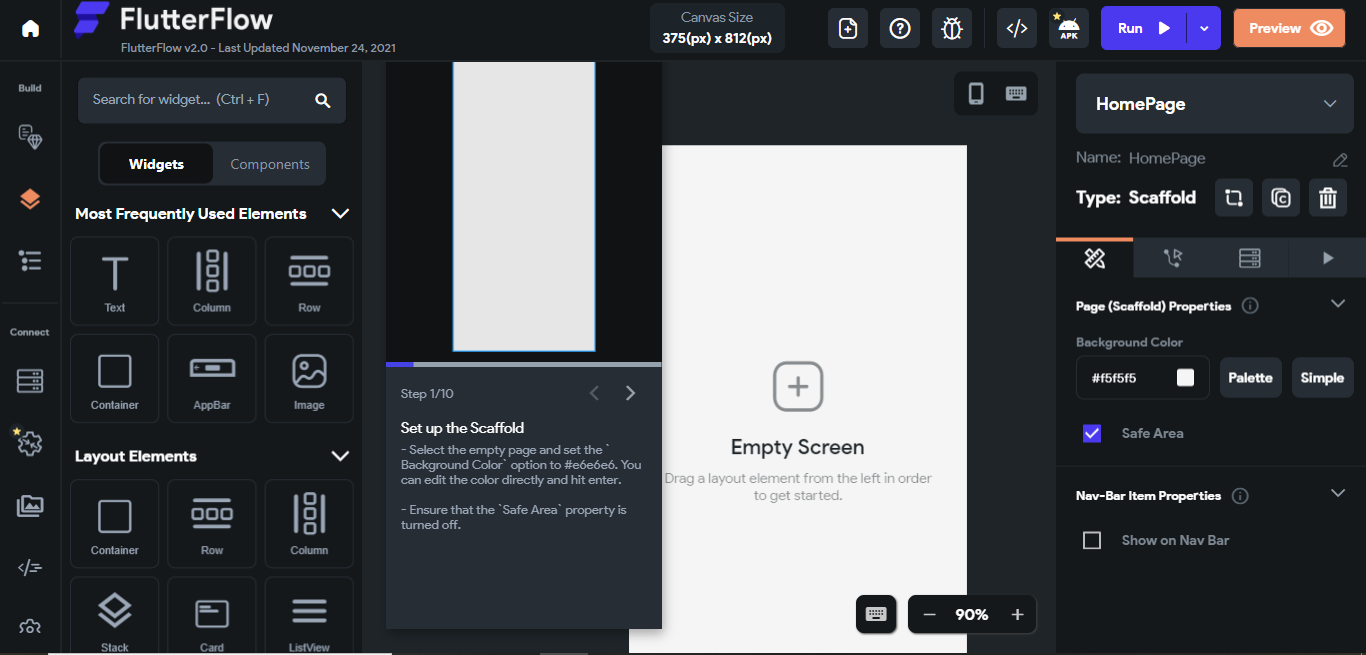 FlutterFlow
FlutterFlow v2.0 - Last Updated November 24, 2021
Canvas Size
375(px) x 812(px)
</>
APK
Run
Preview
Build
Connect
Search for widget... (Ctrl + F)
Widgets
Components
Most Frequently Used Elements
Text
Column
Row
Container
AppBar
Image
Layout Elements
Container
Row
Column
Stack
Card
ListView
Step 1/10
Set up the Scaffold
- Select the empty page and set the `
Background Color` option to #e6e6e6. You
can edit the color directly and hit enter.
- Ensure that the `Safe Area` property is
turned off.
Empty Screen
Drag a layout element from the left in order
to get started.
90%
HomePage
Name: HomePage
Type: Scaffold
Page (Scaffold) Properties
Background Color
#f5f5f5
Palette
Simple
Safe Area
Nav-Bar Item Properties
Show on Nav Bar